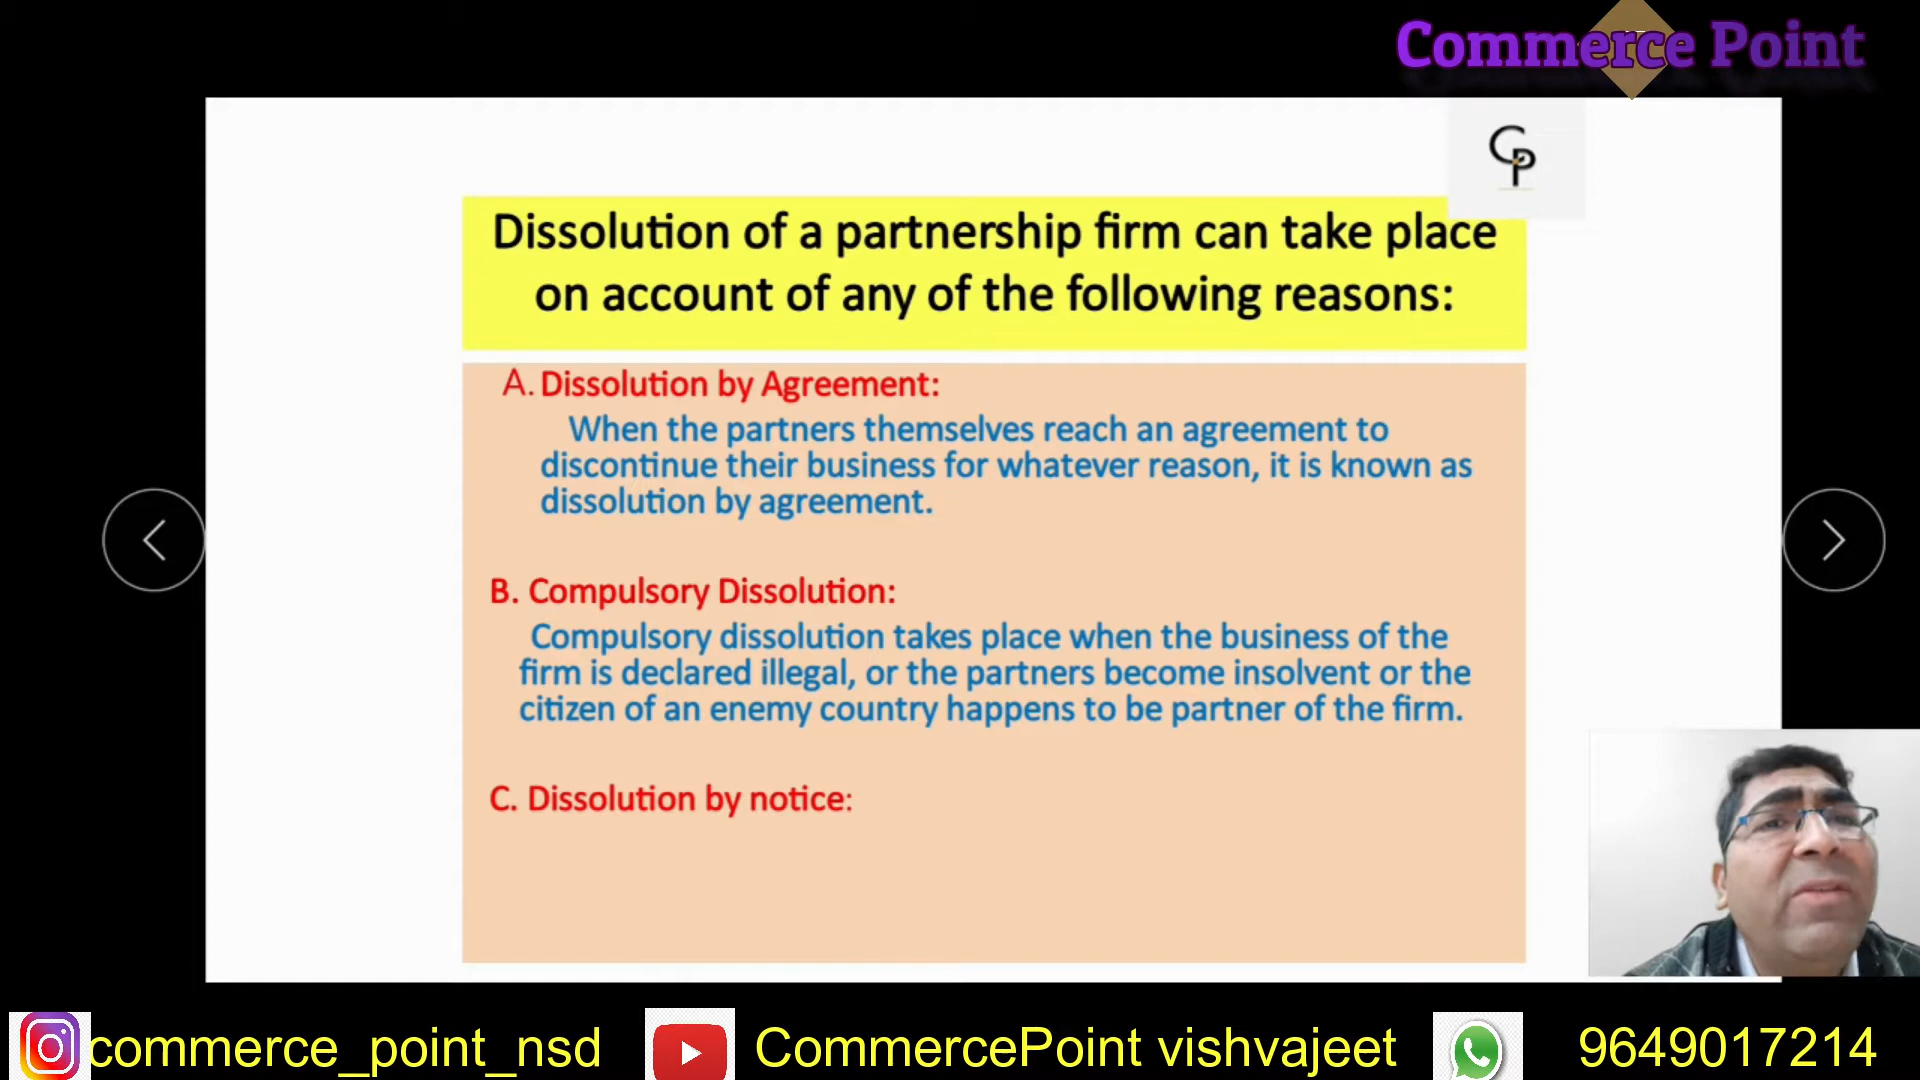 Commerce Point
CP
Dissolution of a partnership firm can take place
on account of any of the following reasons:
A. Dissolution by Agreement:
When the partners themselves reach an agreement to
discontinue their business for whatever reason, it is known as
dissolution by agreement.
B. Compulsory Dissolution:
Compulsory dissolution takes place when the business of the
firm is declared illegal, or the partners become insolvent or the
citizen of an enemy country happens to be partner of the firm.
C. Dissolution by notice:
commerce_point_nsd CommercePoint vishvajeet 9649017214